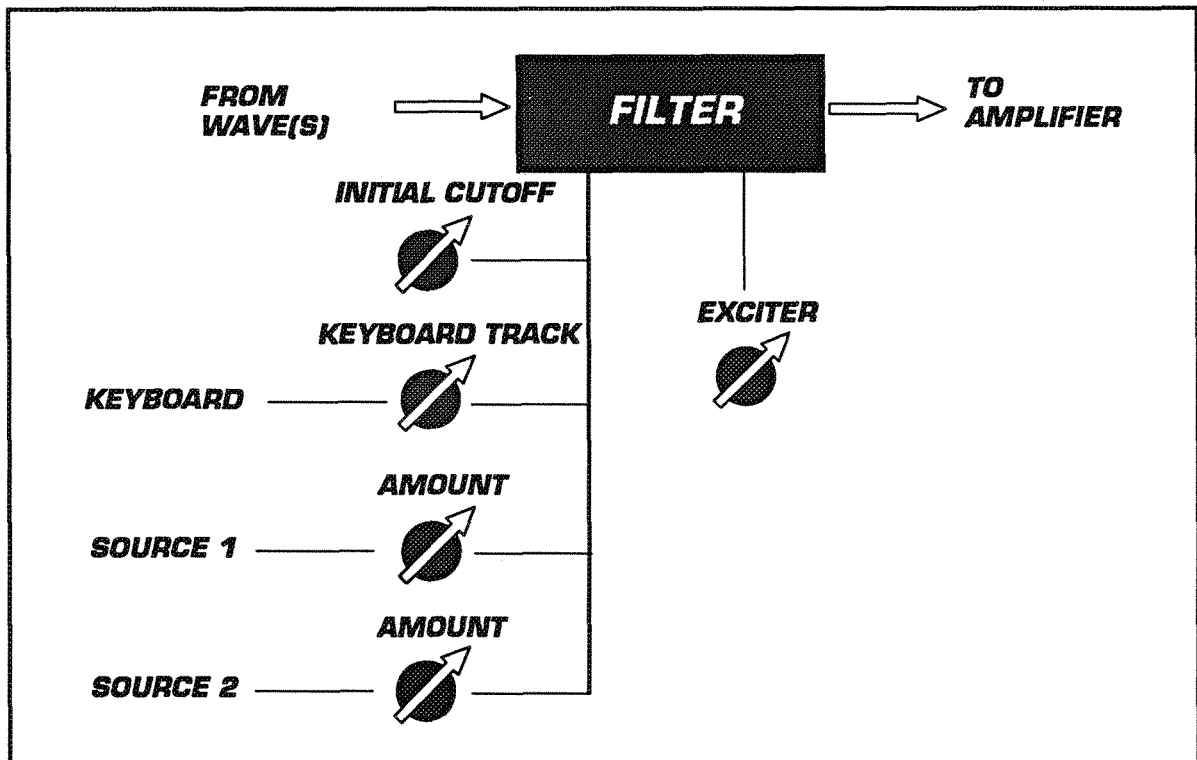 FROM
WAVE(S)
FILTER
TO
AMPLIFIER
INITIAL CUTOFF
EXCITER
KEYBOARD TRACK
KEYBOARD
AMOUNT
SOURCE 1
AMOUNT
SOURCE 2